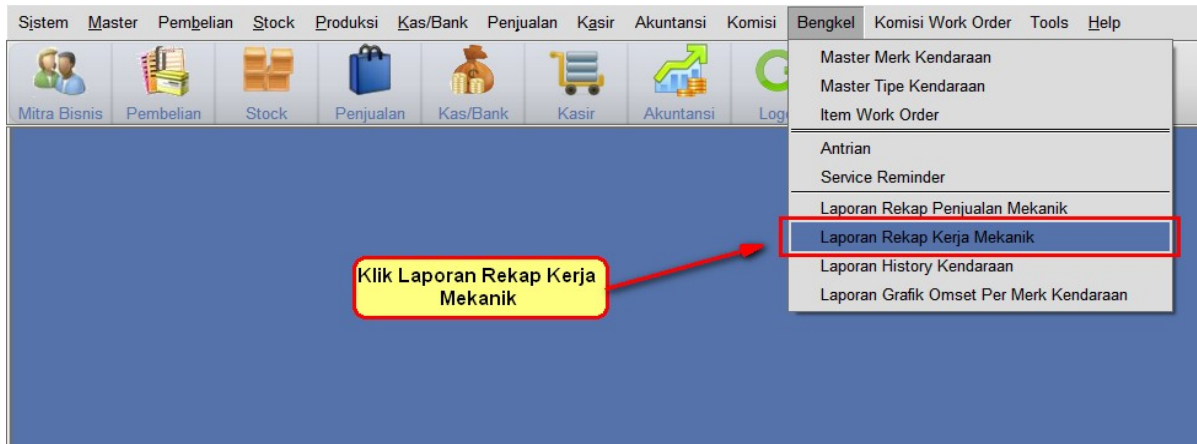 Sistem Master Pembelian Stock Produksi Kas/Bank Penjualan Kasir Akuntansi Komisi Bengkel Komisi Work Order Tools Help
Mitra Bisnis Pembelian Stock Penjualan Kas/Bank Kasir Akuntansi
Master Merk Kendaraan
Master Tipe Kendaraan
Item Work Order
Antrian
Service Reminder
Laporan Rekap Penjualan Mekanik
Laporan Rekap Kerja Mekanik
Laporan History Kendaraan
Laporan Grafik Omset Per Merk Kendaraan
Klik Laporan Rekap Kerja
Mekanik